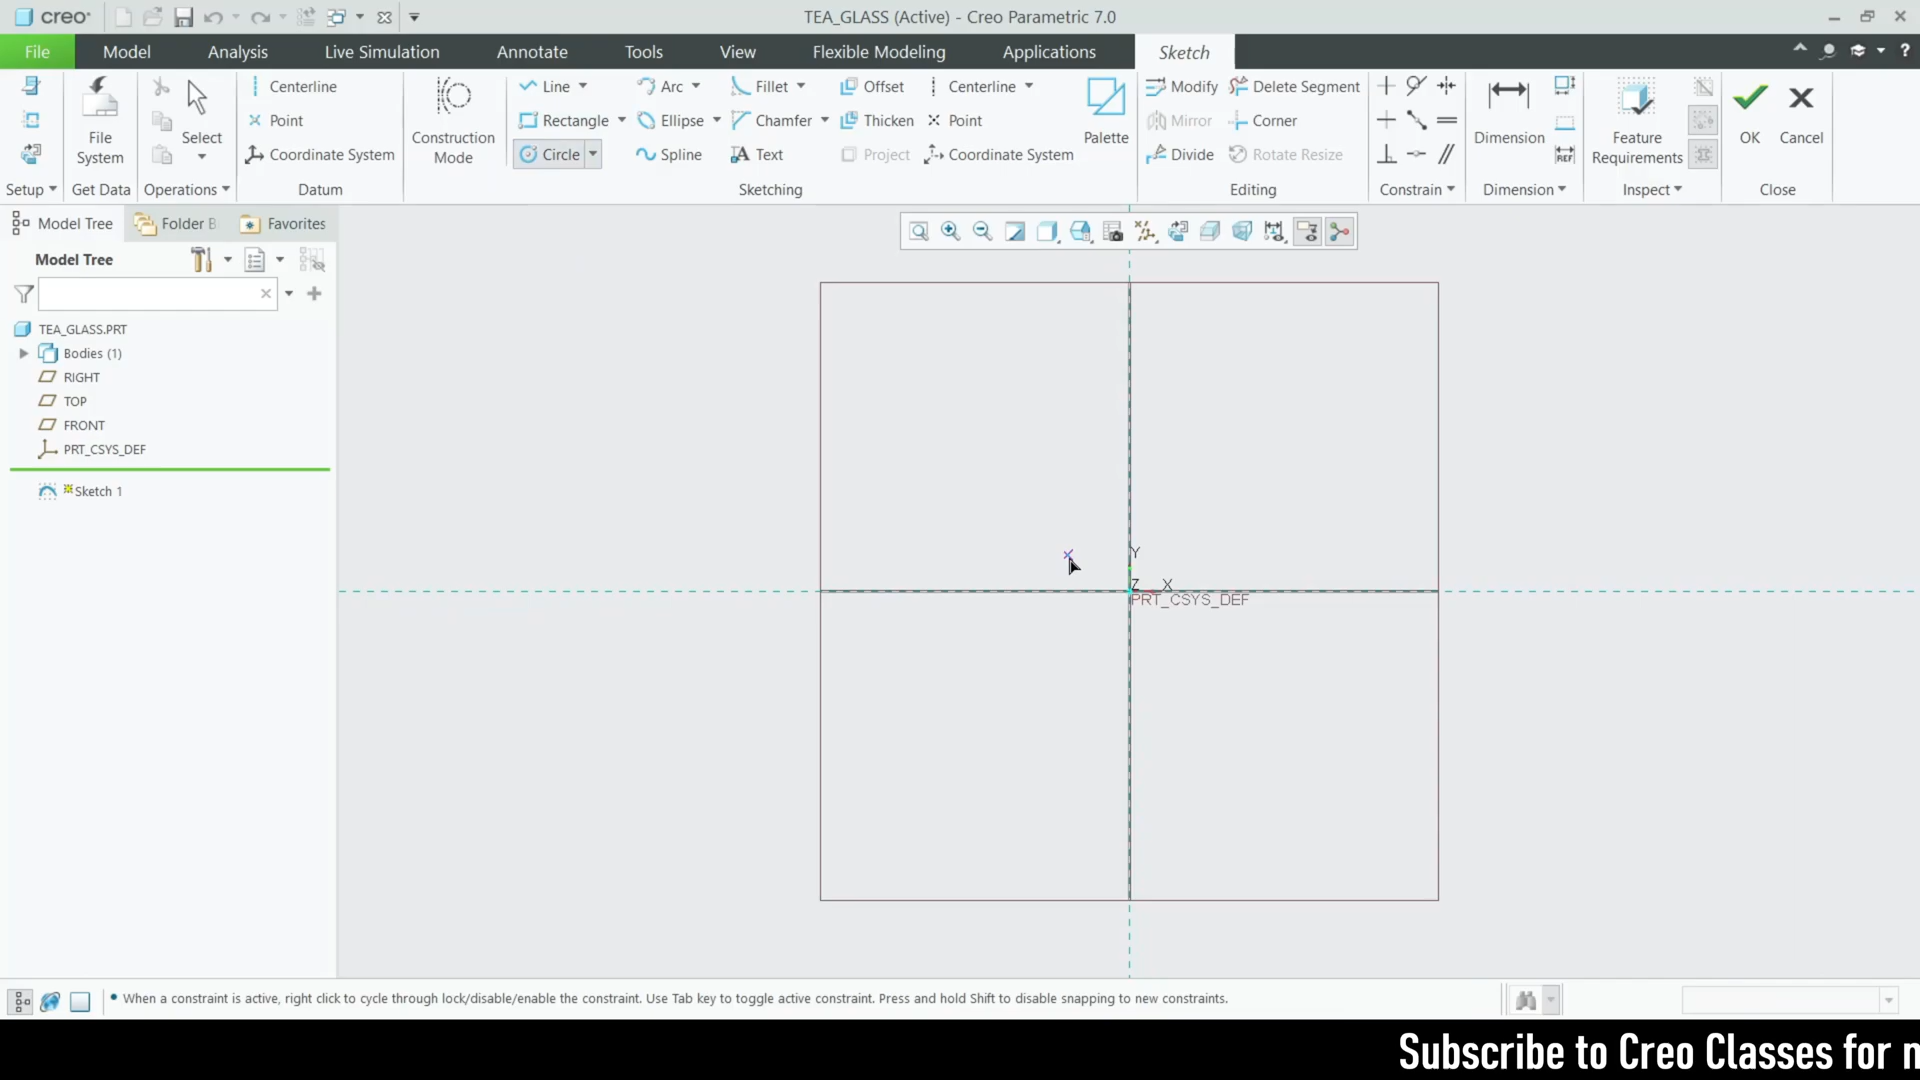 creo
TEA_GLASS (Active) - Creo Parametric 7.0
File Model Analysis Live Simulation Annotate Tools View Flexible Modeling Applications Sketch
Setup
File System
Get Data
Select
Operations
Centerline
Point
Coordinate System
Datum
Construction Mode
Line Arc Fillet Offset Centerline
Rectangle Ellipse Chamfer Thicken Point
Circle Spline Text Project Coordinate System
Palette
Sketching
Modify Delete Segment
Mirror Corner
Divide Rotate Resize
Editing
Constrain
Dimension
REF
Dimension
Feature Requirements
Inspect
OK Cancel
Close
Model Tree Folder B Favorites
Model Tree
TEA_GLASS.PRT
Bodies (1)
RIGHT
TOP
FRONT
PRT_CSYS_DEF
Sketch 1
Y
Z X
PRT_CSYS_DEF
When a constraint is active, right click to cycle through lock/disable/enable the constraint. Use Tab key to toggle active constraint. Press and hold Shift to disable snapping to new constraints.
Subscribe to Creo Classes for